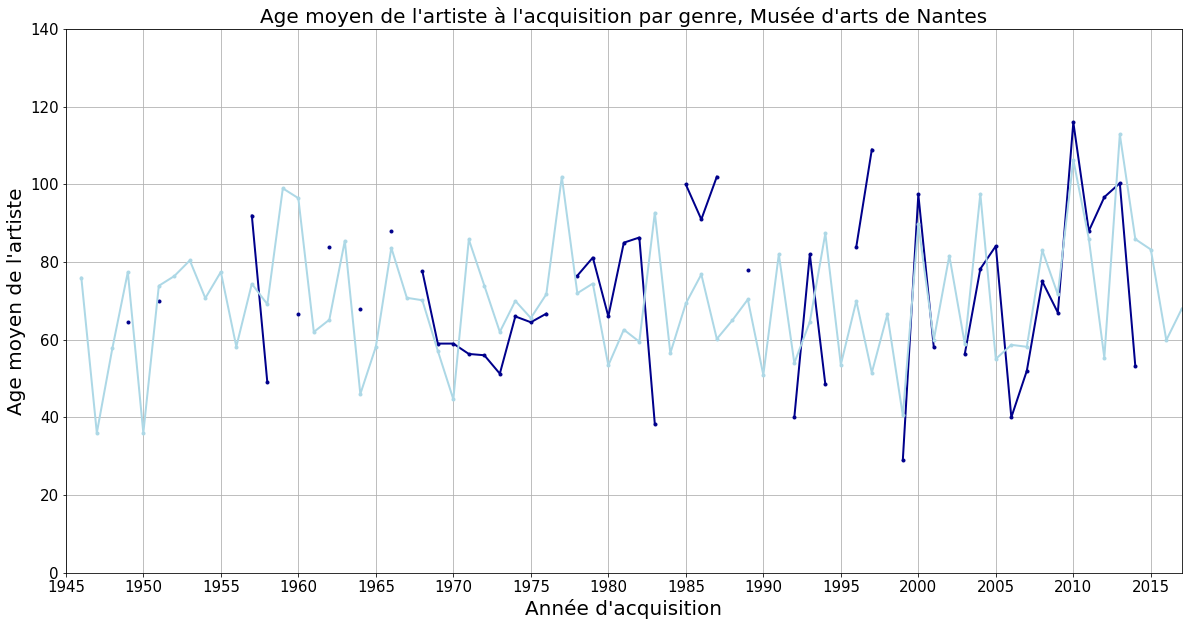 Age moyen de l'artiste à l'acquisition par genre, Musée d'arts de Nantes
140
120
100
80
60
40
20
0
Age moyen de l'artiste
1945 1950 1955 1960 1965 1970 1975 1980 1985 1990 1995 2000 2005 2010 2015
Année d'acquisition